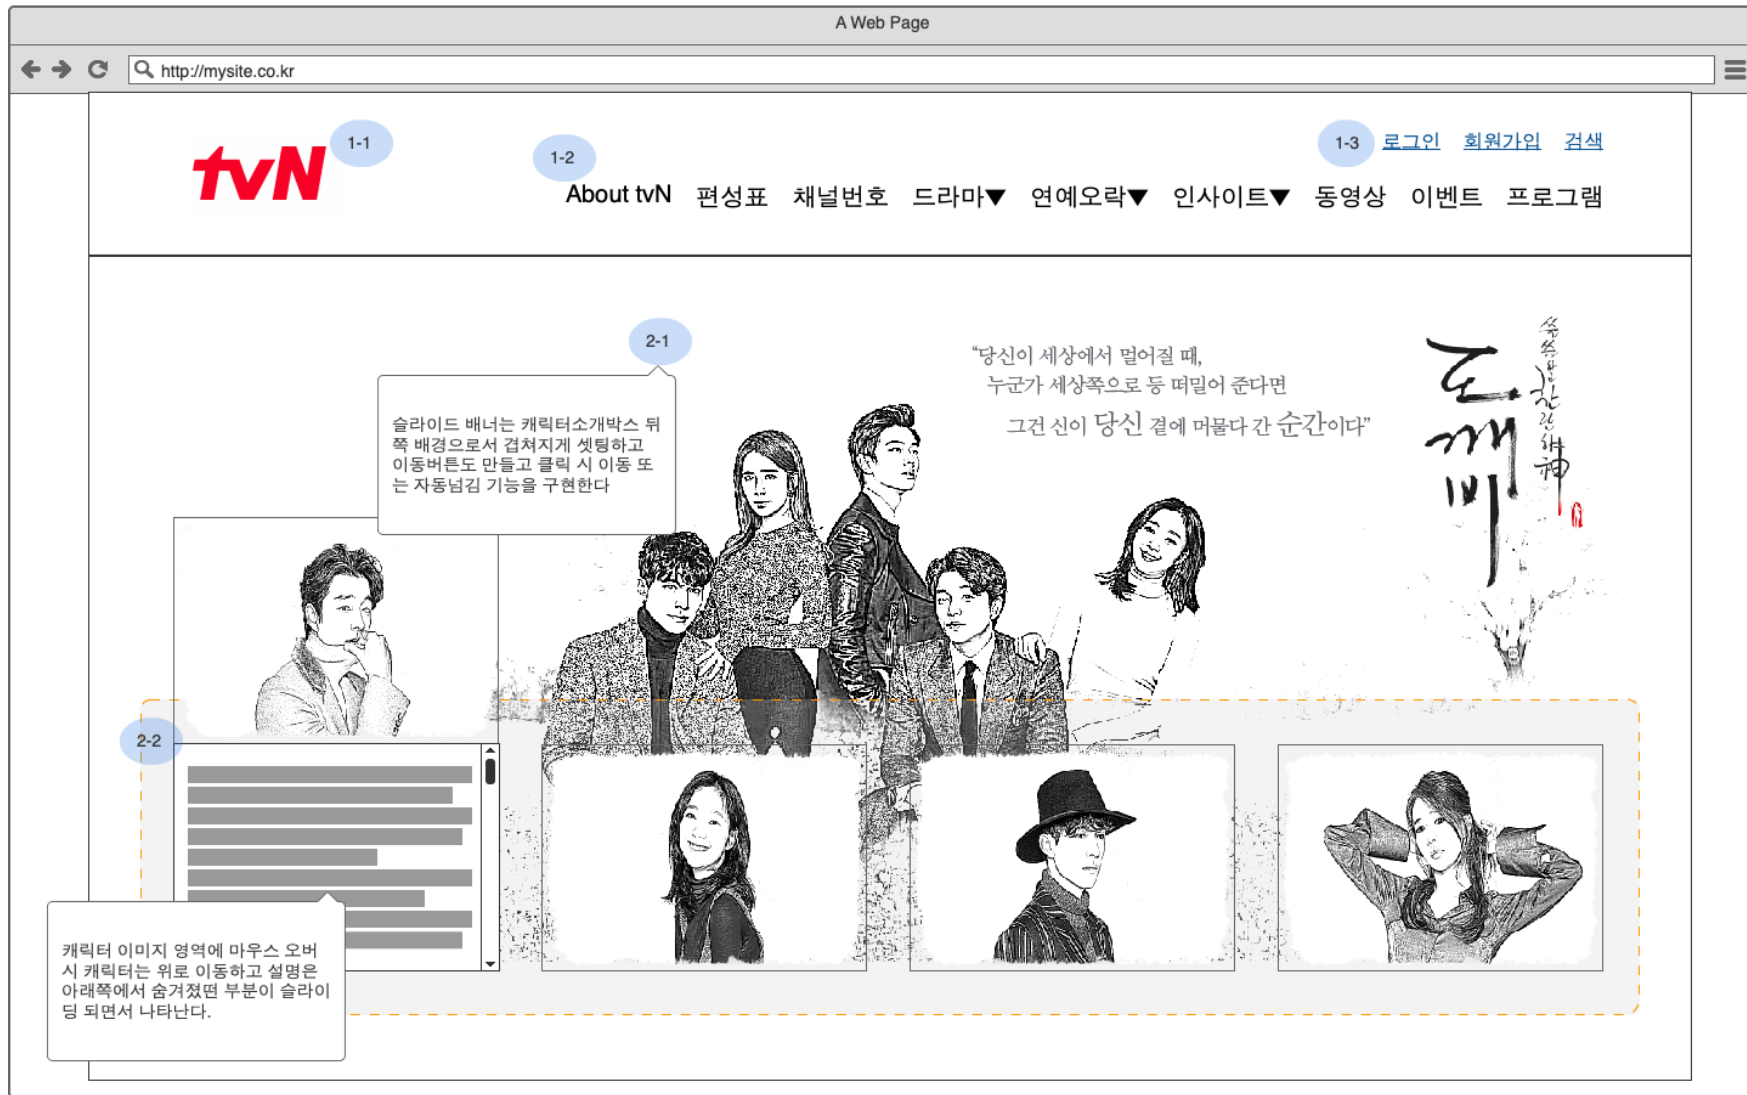 A Web Page
http://mysite.co.kr
tvN
1-1
1-2
1-3
로그인 회원가입 검색
About tvN 편성표 채널번호 드라마▼ 연예오락▼ 인사이트▼ 동영상 이벤트 프로그램
2-1
슬라이드 배너는 캐릭터소개박스 뒤
쪽 배경으로서 겹쳐지게 셋팅하고
이동버튼도 만들고 클릭 시 이동 또
는 자동넘김 기능을 구현한다
“당신이 세상에서 멀어질 때,
누군가 세상쪽으로 등 떠밀어 준다면
그건 신이 당신 곁에 머물다 간 순간이다”
도깨비
쓸쓸하고 찬란하神
2-2
캐릭터 이미지 영역에 마우스 오버
시 캐릭터는 위로 이동하고 설명은
아래쪽에서 숨겨졌떤 부분이 슬라이
딩 되면서 나타난다.